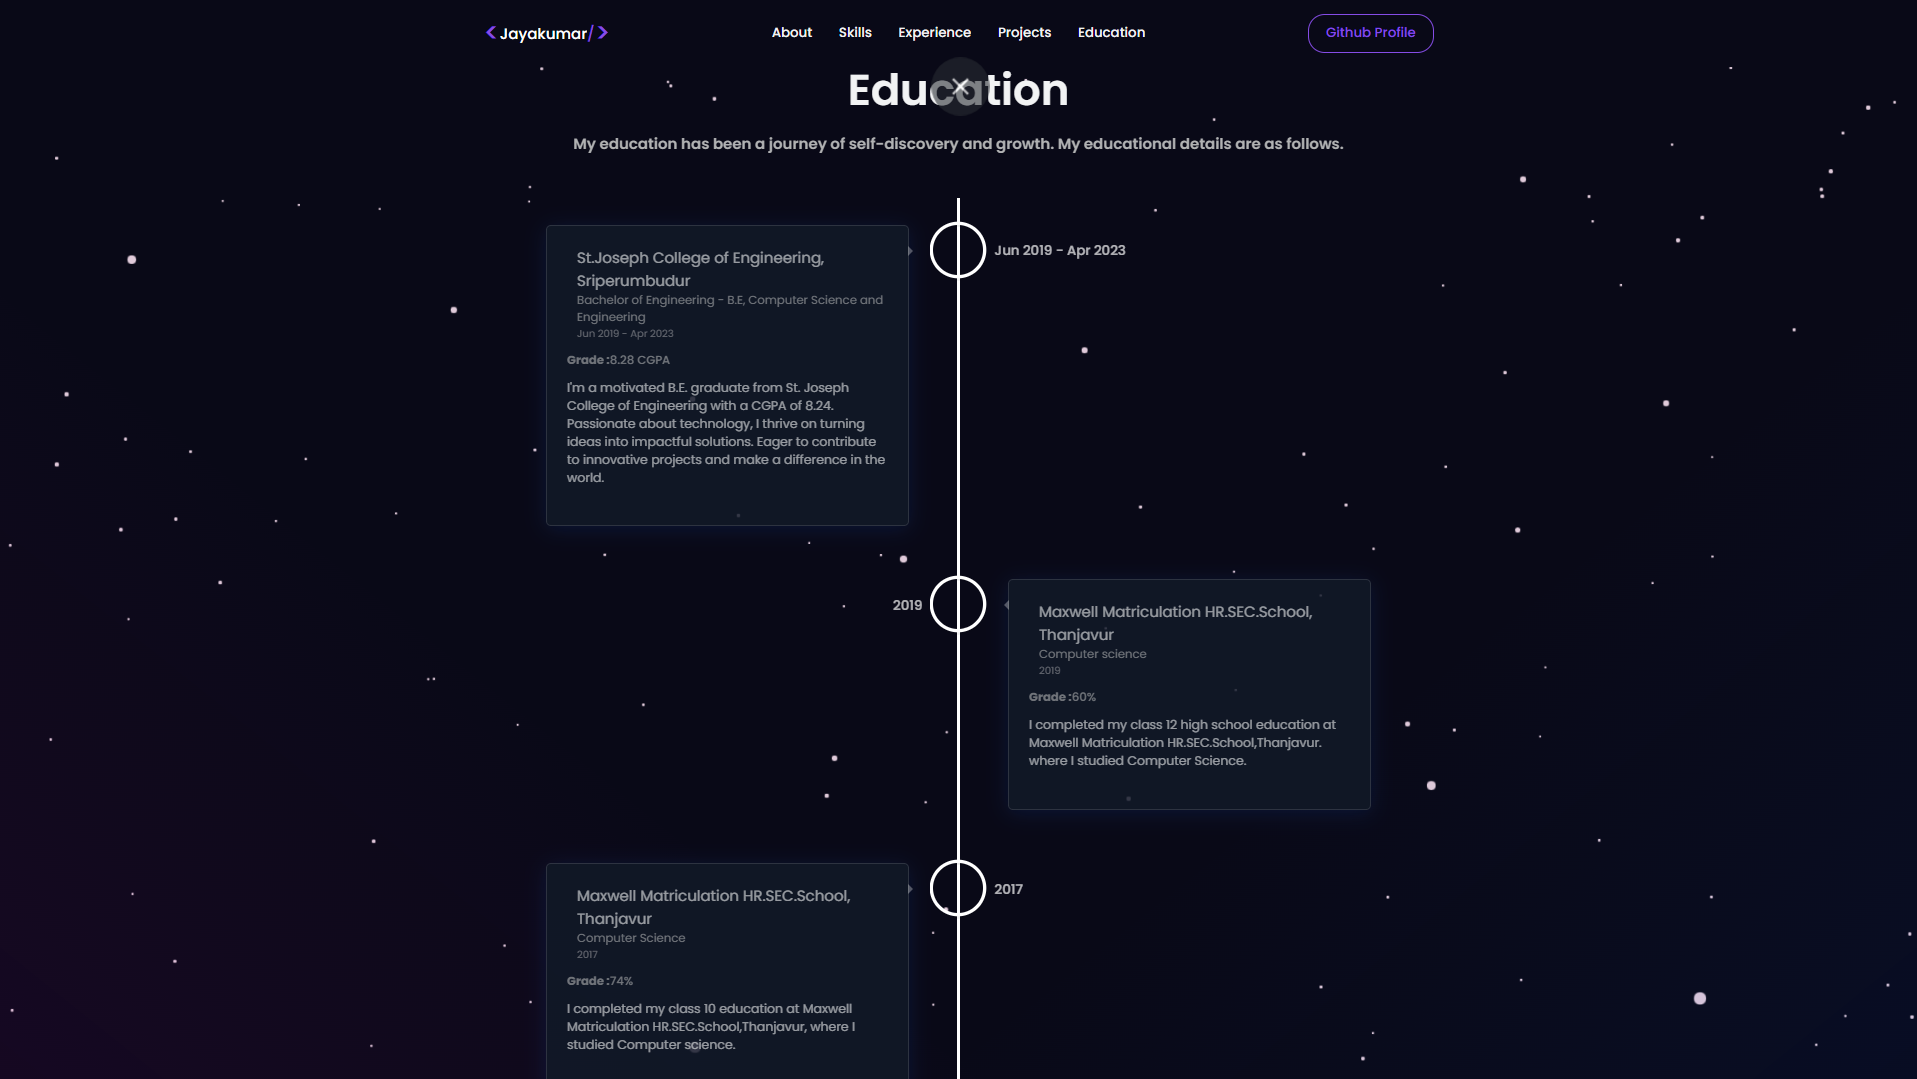 <Jayakumar/>
About Skills Experience Projects Education
Github Profile
Education
My education has been a journey of self-discovery and growth. My educational details are as follows.
Jun 2019 - Apr 2023
St.Joseph College of Engineering,
Sriperumbudur
Bachelor of Engineering - B.E, Computer Science and
Engineering
Jun 2019 - Apr 2023
Grade :8.28 CGPA
I'm a motivated B.E. graduate from St. Joseph
College of Engineering with a CGPA of 8.24.
Passionate about technology, I thrive on turning
ideas into impactful solutions. Eager to contribute
to innovative projects and make a difference in the
world.
2019
Maxwell Matriculation HR.SEC.School,
Thanjavur
Computer science
2019
Grade :60%
I completed my class 12 high school education at
Maxwell Matriculation HR.SEC.School,Thanjavur.
where I studied Computer Science.
2017
Maxwell Matriculation HR.SEC.School,
Thanjavur
Computer Science
2017
Grade :74%
I completed my class 10 education at Maxwell
Matriculation HR.SEC.School,Thanjavur, where I
studied Computer science.